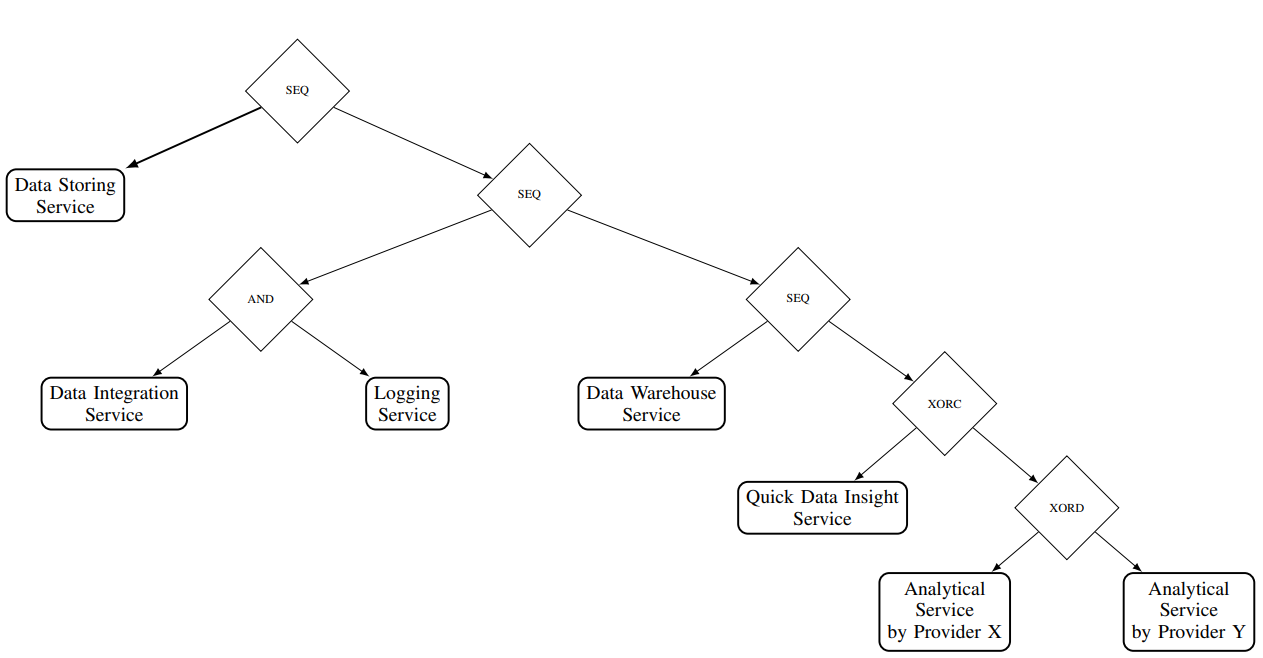 SEQ
Data Storing
Service
SEQ
AND
SEQ
Data Integration
Service
Logging
Service
Data Warehouse
Service
XORC
Quick Data Insight
Service
XORD
Analytical
Service
by Provider X
Analytical
Service
by Provider Y